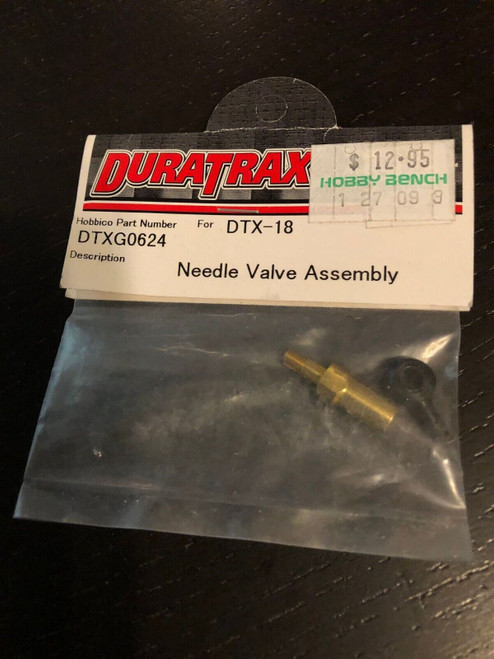 DURATRAX
$ 12.95
HOBBY BENCH
1 27 09 9
Hobbico Part Number
For DTX-18
DTXG0624
Description
Needle Valve Assembly